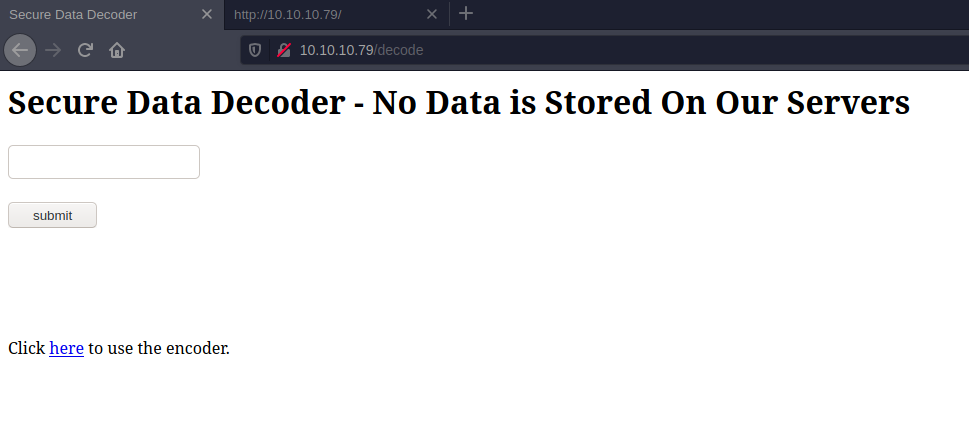 Secure Data Decoder
http://10.10.10.79/
10.10.10.79/decode
Secure Data Decoder - No Data is Stored On Our Servers
submit
Click here to use the encoder.